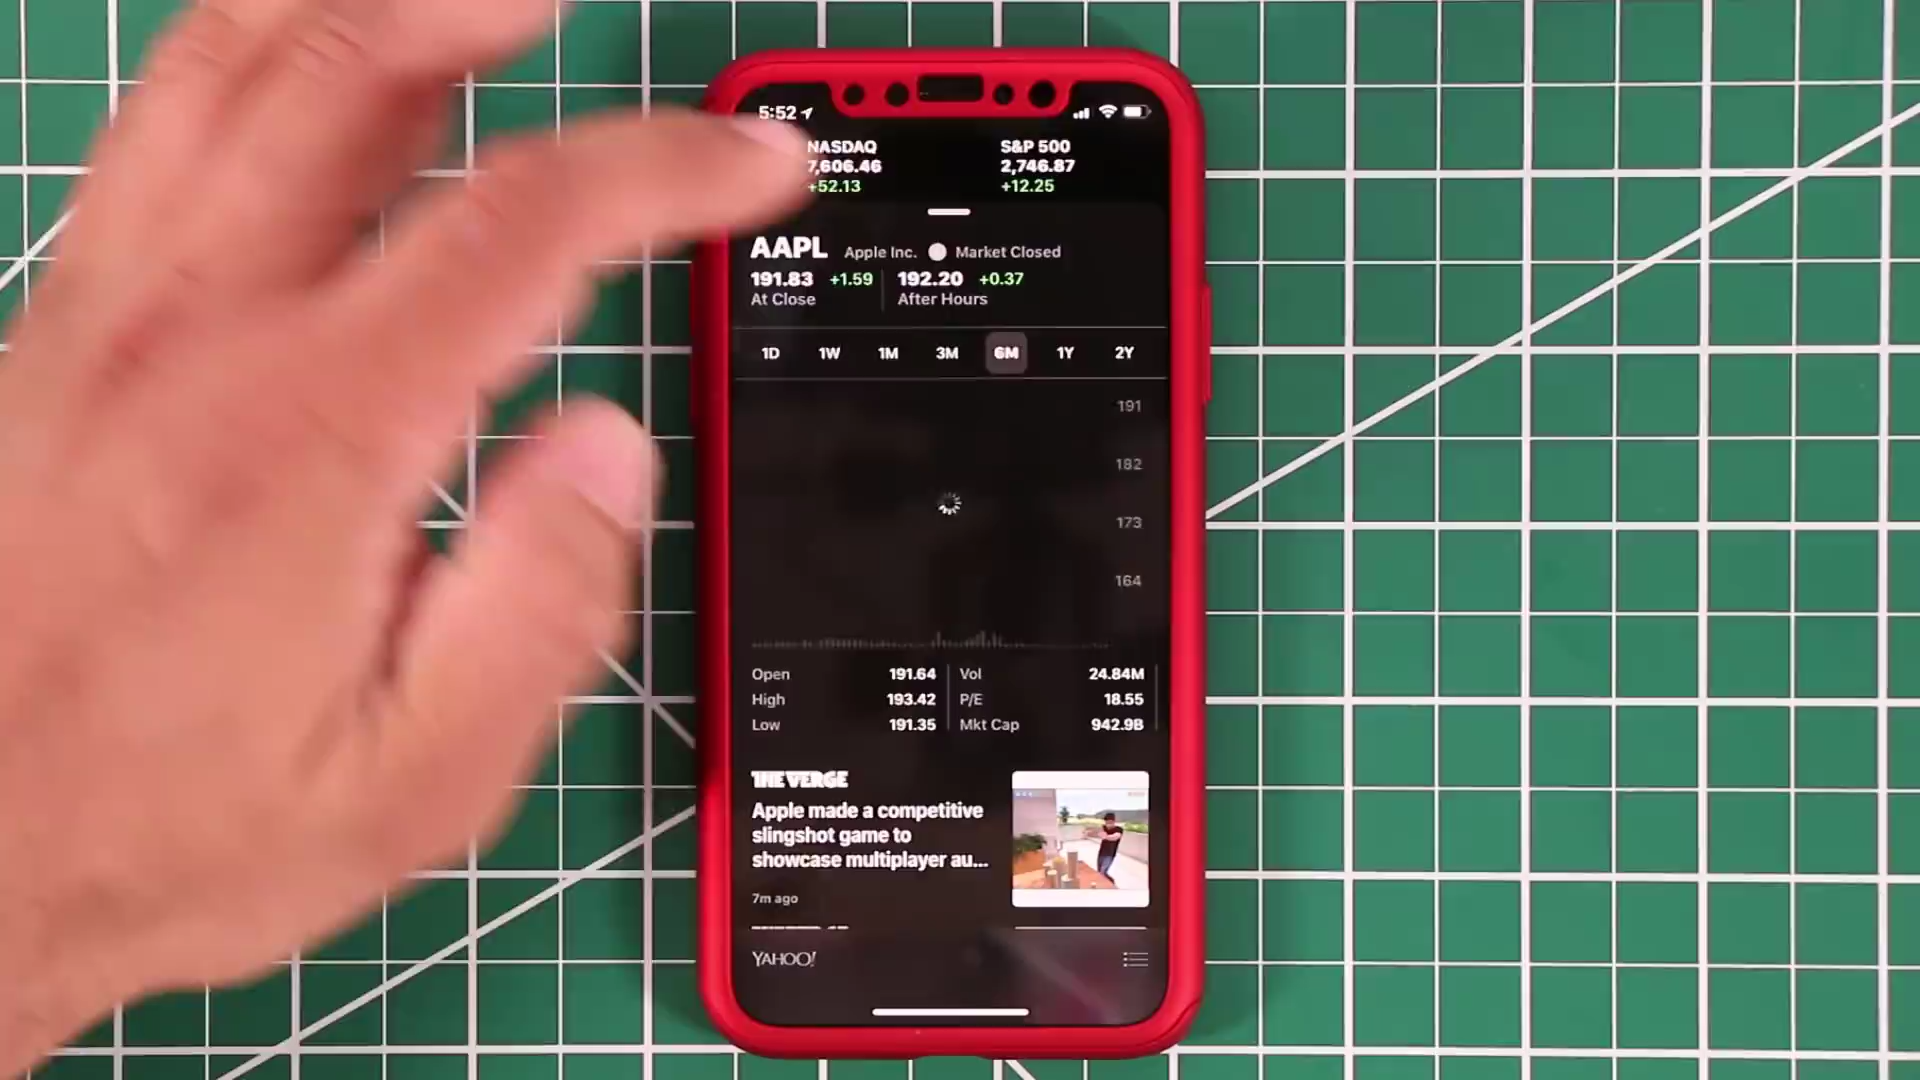 5:52
NASDAQ
7,606.46
+52.13
S&P 500
2,746.87
+12.25
AAPL Apple Inc. Market Closed
191.83 +1.59 192.20 +0.37
At Close After Hours
1D 1W 1M 3M 6M 1Y 2Y
191
182
173
164
Open 191.64 Vol 24.84M
High 193.42 P/E 18.55
Low 191.35 Mkt Cap 942.9B
THE VERGE
Apple made a competitive
slingshot game to
showcase multiplayer au...
7m ago
YAHOO!